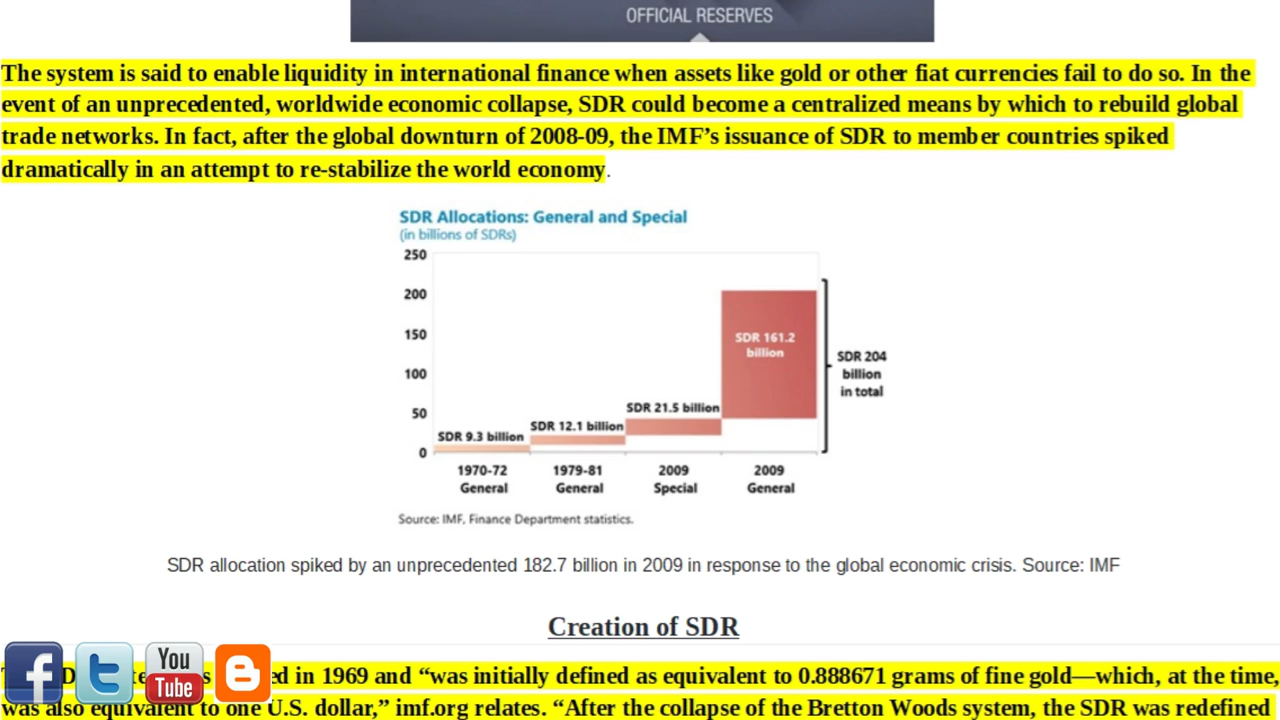 OFFICIAL RESERVES
The system is said to enable liquidity in international finance when assets like gold or other fiat currencies fail to do so. In the
event of an unprecedented, worldwide economic collapse, SDR could become a centralized means by which to rebuild global
trade networks. In fact, after the global downturn of 2008-09, the IMF’s issuance of SDR to member countries spiked
dramatically in an attempt to re-stabilize the world economy.
SDR Allocations: General and Special
(in billions of SDRs)
250
200
150
100
50
0
SDR 9.3 billion
SDR 12.1 billion
SDR 21.5 billion
SDR 161.2
billion
SDR 204
billion
in total
1970-72
General
1979-81
General
2009
Special
2009
General
Source: IMF, Finance Department statistics.
SDR allocation spiked by an unprecedented 182.7 billion in 2009 in response to the global economic crisis. Source: IMF
Creation of SDR
You
Tube
in 1969 and “was initially defined as equivalent to 0.888671 grams of fine gold—which, at the time,
was also equivalent to one U.S. dollar,” imf.org relates. “After the collapse of the Bretton Woods system, the SDR was redefined